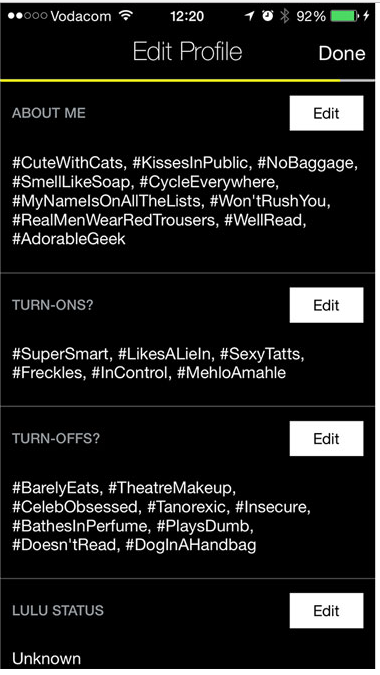 Vodacom 12:20 92%
Edit Profile Done
ABOUT ME Edit
#CuteWithCats, #KissesInPublic, #NoBaggage,
#SmellLikeSoap, #CycleEverywhere,
#MyNameIsOnAllTheLists, #Won'tRushYou,
#RealMenWearRedTrousers, #WellRead,
#AdorableGeek
TURN-ONS? Edit
#SuperSmart, #LikesALieIn, #SexyTatts,
#Freckles, #InControl, #MehloAmahle
TURN-OFFS? Edit
#BarelyEats, #TheatreMakeup,
#CelebObsessed, #Tanorexic, #Insecure,
#BathesInPerfume, #PlaysDumb,
#Doesn'tRead, #DogInAHandbag
LULU STATUS Edit
Unknown